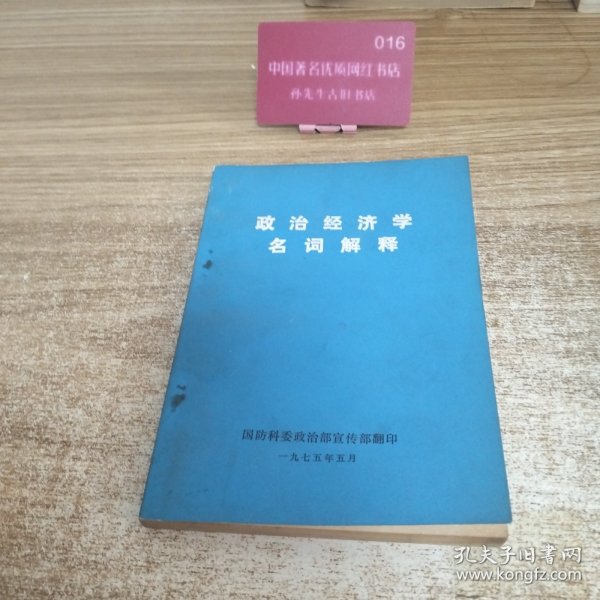 016
中国著名优质网红书店
孙先生古旧书店
政治经济学
名词解释
国防科委政治部宣传部翻印
一九七五年五月
孔夫子旧书网
www.kongfz.com